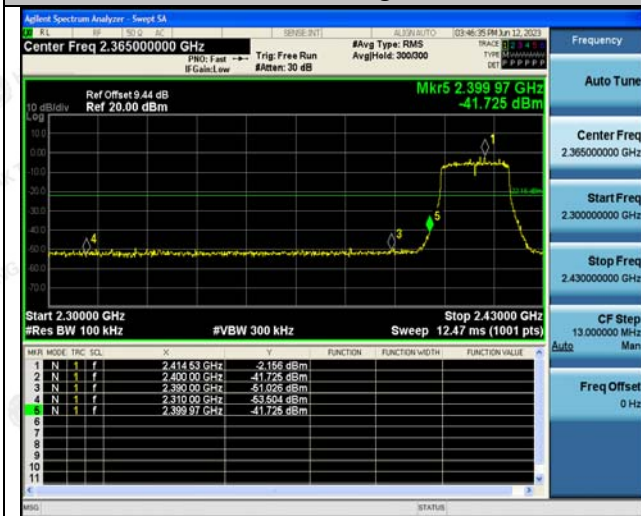 Agilent Spectrum Analyzer - Swept SA
RL RF 50 Ω AC SENSE:INT ALIGN AUTO 03:46:35 PM Jun 12, 2023
Center Freq 2.365000000 GHz
PNO: Fast Trig: Free Run
IFGain:Low #Atten: 30 dB
#Avg Type: RMS
Avg|Hold: 300/300
TRACE 1 2 3 4 5 6
TYPE
DET P P P P P P
Ref Offset 9.44 dB
10 dB/div Ref 20.00 dBm
Log
Mkr5 2.399 97 GHz
-41.725 dBm
10.0
0.00
-10.0
-20.0
-30.0
-40.0
-50.0
-60.0
-70.0
1
3
4
5
Start 2.30000 GHz Stop 2.43000 GHz
#Res BW 100 kHz #VBW 300 kHz Sweep 12.47 ms (1001 pts)
MKR MODE TRC SCL X Y FUNCTION FUNCTION WIDTH FUNCTION VALUE
1 N 1 f 2.414 53 GHz -2.156 dBm
2 N 1 f 2.400 00 GHz -41.725 dBm
3 N 1 f 2.390 00 GHz -51.026 dBm
4 N 1 f 2.310 00 GHz -53.504 dBm
5 N 1 f 2.399 97 GHz -41.725 dBm
6
7
8
9
10
11
MSG STATUS
Frequency
Auto Tune
Center Freq
2.365000000 GHz
Start Freq
2.300000000 GHz
Stop Freq
2.430000000 GHz
CF Step
13.000000 MHz
Auto Man
Freq Offset
0 Hz